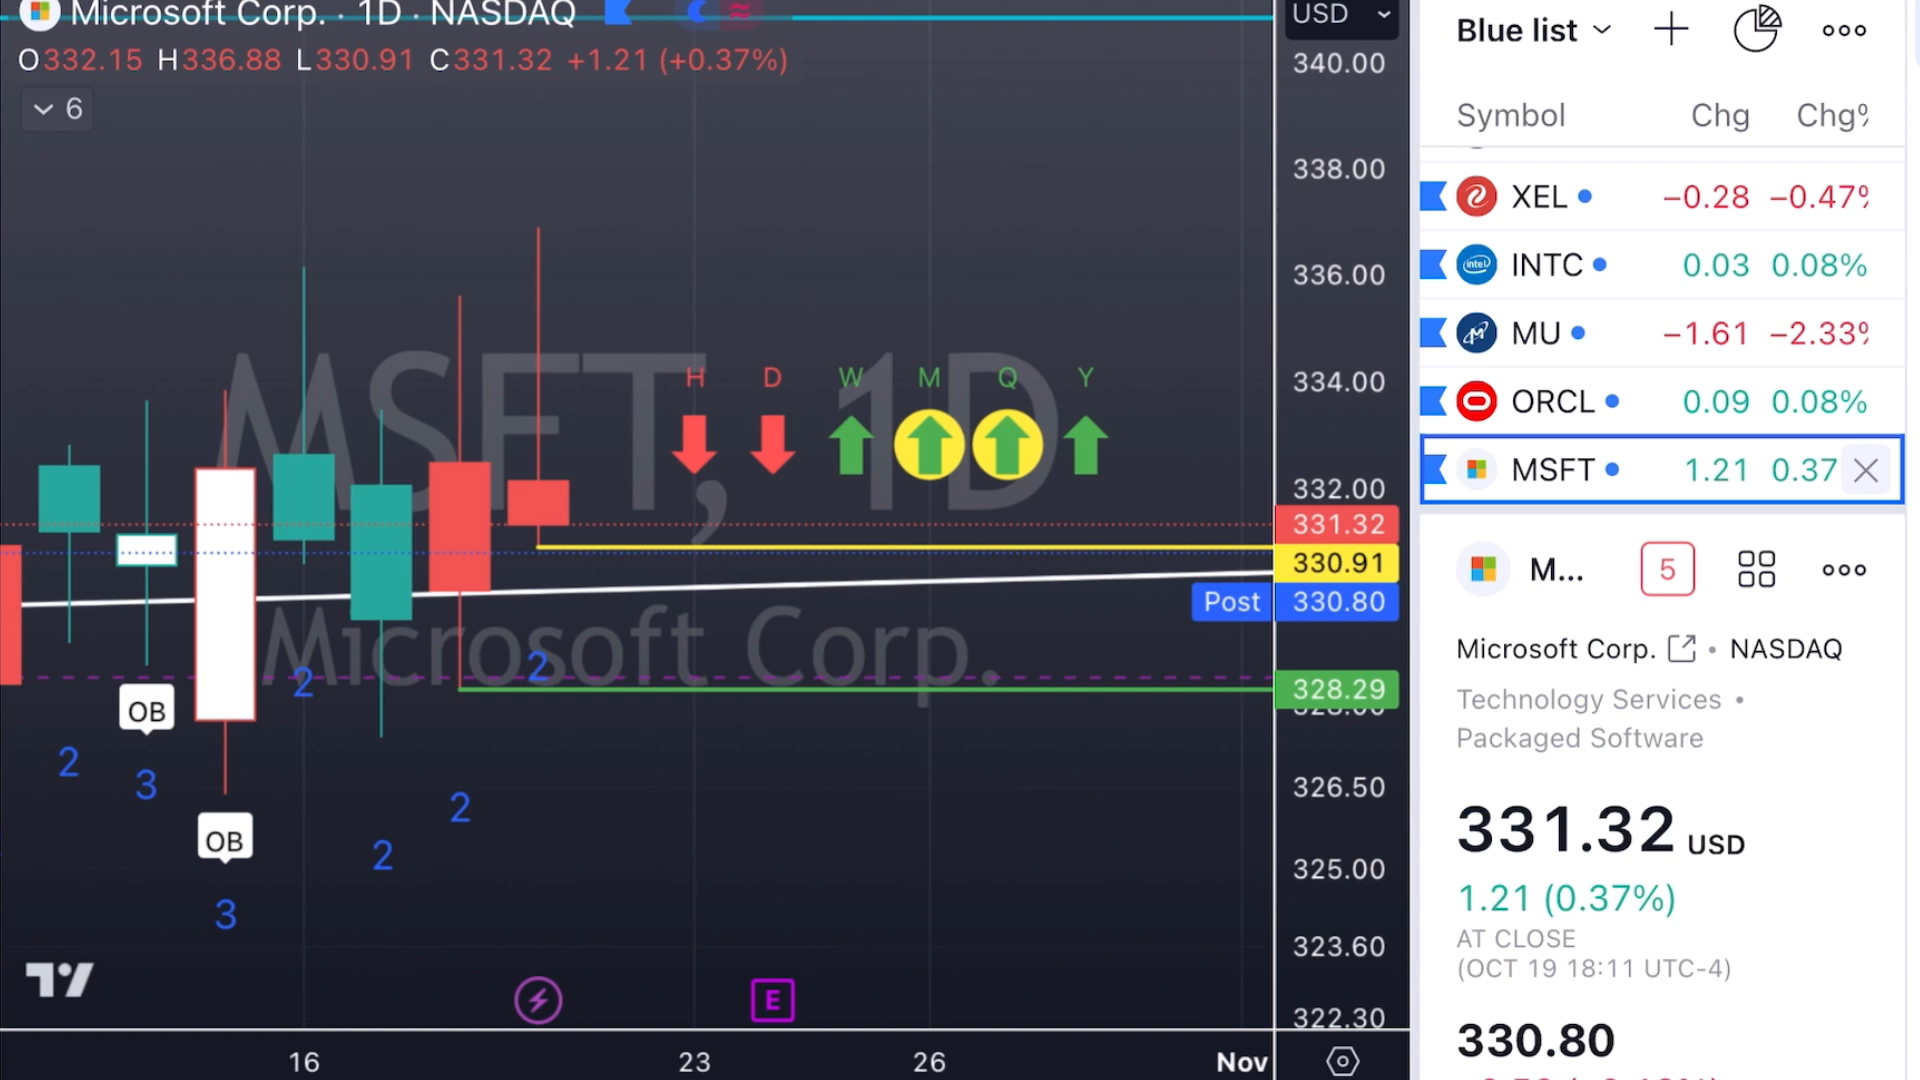 Microsoft Corp. · 1D · NASDAQ
O332.15 H336.88 L330.91 C331.32 +1.21 (+0.37%)
6
MSFT, 1D
Microsoft Corp.
H D W M Q Y
OB
OB
2
3
3
2
2
2
2
E
16 23 26 Nov
USD
340.00
338.00
336.00
334.00
332.00
331.32
330.91
Post 330.80
328.29
326.50
325.00
323.60
322.30
Blue list
Symbol Chg Chg%
XEL −0.28 −0.47%
intel INTC 0.03 0.08%
MU −1.61 −2.33%
ORCL 0.09 0.08%
MSFT 1.21 0.37
M... 5
Microsoft Corp. • NASDAQ
Technology Services •
Packaged Software
331.32 USD
1.21 (0.37%)
AT CLOSE
(OCT 19 18:11 UTC-4)
330.80